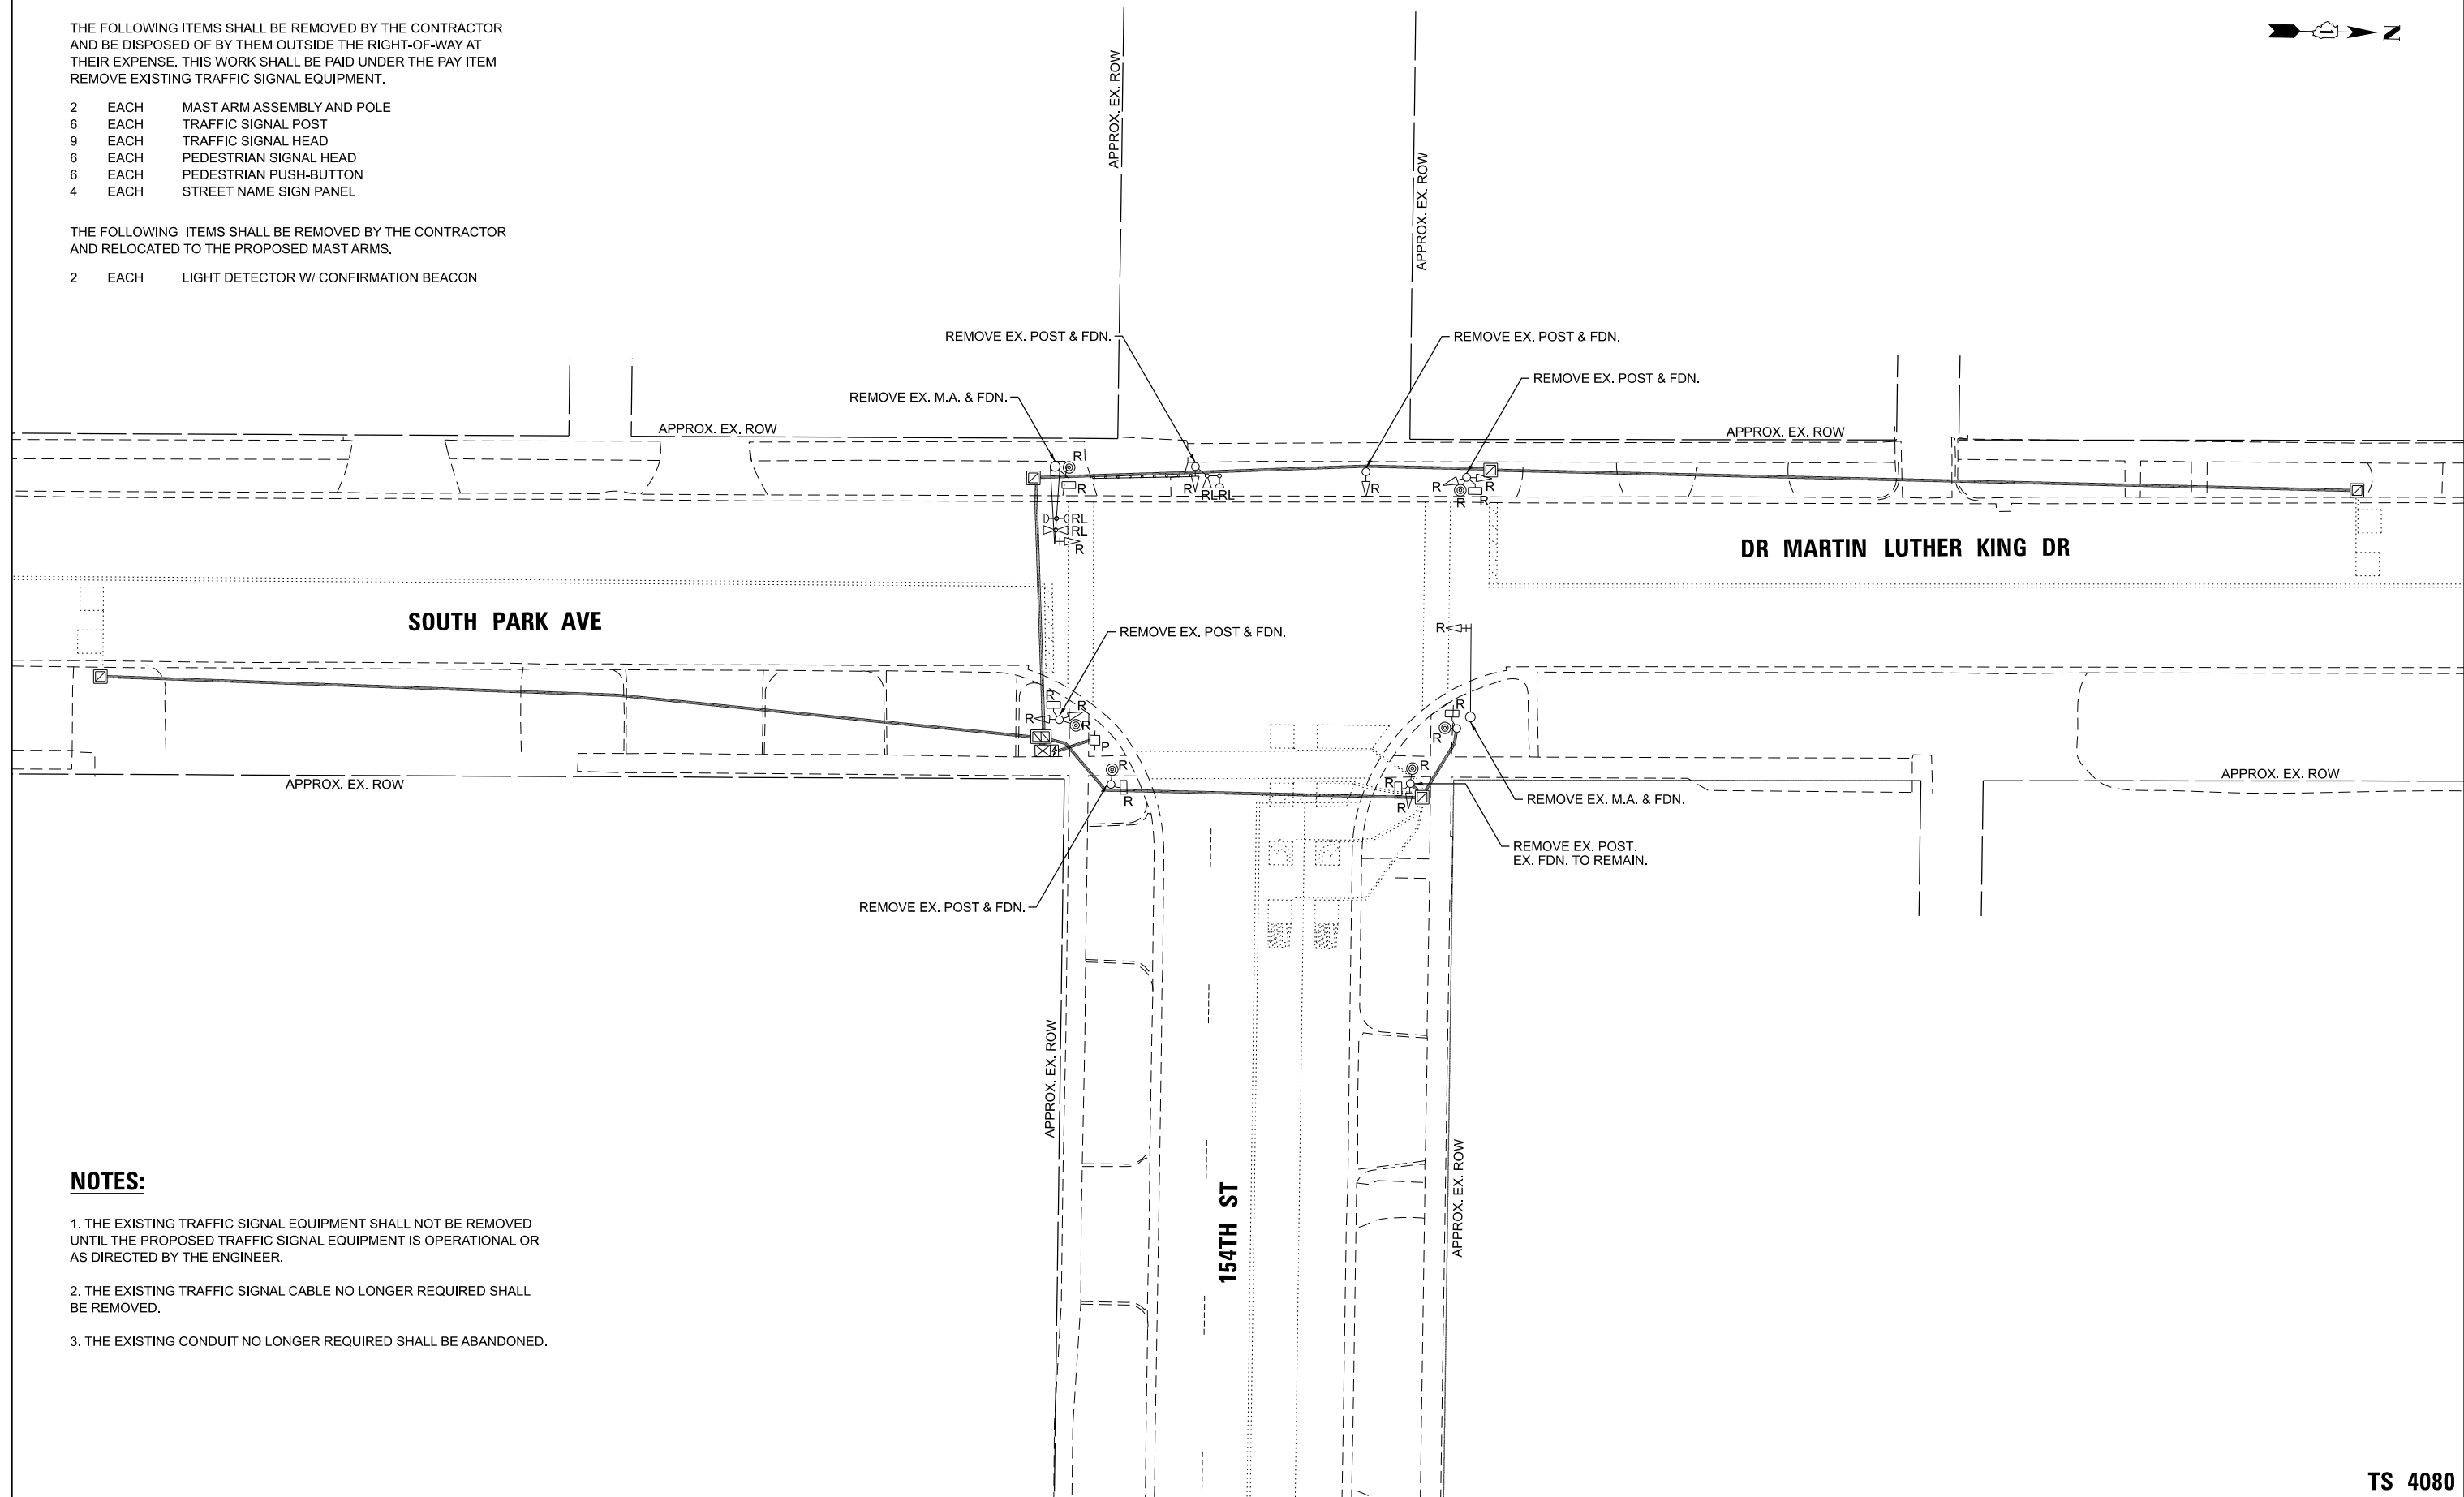 THE FOLLOWING ITEMS SHALL BE REMOVED BY THE CONTRACTOR
AND BE DISPOSED OF BY THEM OUTSIDE THE RIGHT-OF-WAY AT
THEIR EXPENSE. THIS WORK SHALL BE PAID UNDER THE PAY ITEM
REMOVE EXISTING TRAFFIC SIGNAL EQUIPMENT.
2 EACH MAST ARM ASSEMBLY AND POLE
6 EACH TRAFFIC SIGNAL POST
9 EACH TRAFFIC SIGNAL HEAD
6 EACH PEDESTRIAN SIGNAL HEAD
6 EACH PEDESTRIAN PUSH-BUTTON
4 EACH STREET NAME SIGN PANEL
THE FOLLOWING ITEMS SHALL BE REMOVED BY THE CONTRACTOR
AND RELOCATED TO THE PROPOSED MAST ARMS.
2 EACH LIGHT DETECTOR W/ CONFIRMATION BEACON
N
APPROX. EX. ROW
APPROX. EX. ROW
REMOVE EX. POST & FDN.
REMOVE EX. POST & FDN.
REMOVE EX. POST & FDN.
REMOVE EX. M.A. & FDN.
APPROX. EX. ROW
APPROX. EX. ROW
R
R
R
RL
RL
R
R
R
R
R
R
RL
RL
R
DR MARTIN LUTHER KING DR
SOUTH PARK AVE
REMOVE EX. POST & FDN.
R
R
R
R
R
P
R
R
R
R
R
R
R
APPROX. EX. ROW
APPROX. EX. ROW
REMOVE EX. M.A. & FDN.
REMOVE EX. POST.
EX. FDN. TO REMAIN.
REMOVE EX. POST & FDN.
APPROX. EX. ROW
APPROX. EX. ROW
154TH ST
NOTES:
1. THE EXISTING TRAFFIC SIGNAL EQUIPMENT SHALL NOT BE REMOVED
UNTIL THE PROPOSED TRAFFIC SIGNAL EQUIPMENT IS OPERATIONAL OR
AS DIRECTED BY THE ENGINEER.
2. THE EXISTING TRAFFIC SIGNAL CABLE NO LONGER REQUIRED SHALL
BE REMOVED.
3. THE EXISTING CONDUIT NO LONGER REQUIRED SHALL BE ABANDONED.
TS 4080